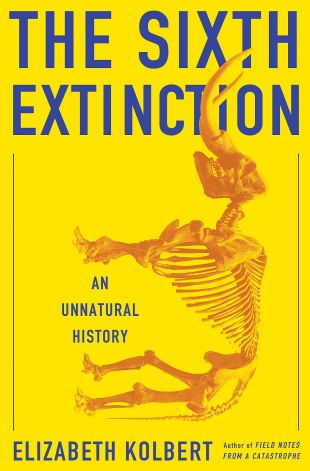 THE SIXTH
EXTINCTION
AN
UNNATURAL
HISTORY
ELIZABETH KOLBERT
Author of FIELD NOTES
FROM A CATASTROPHE